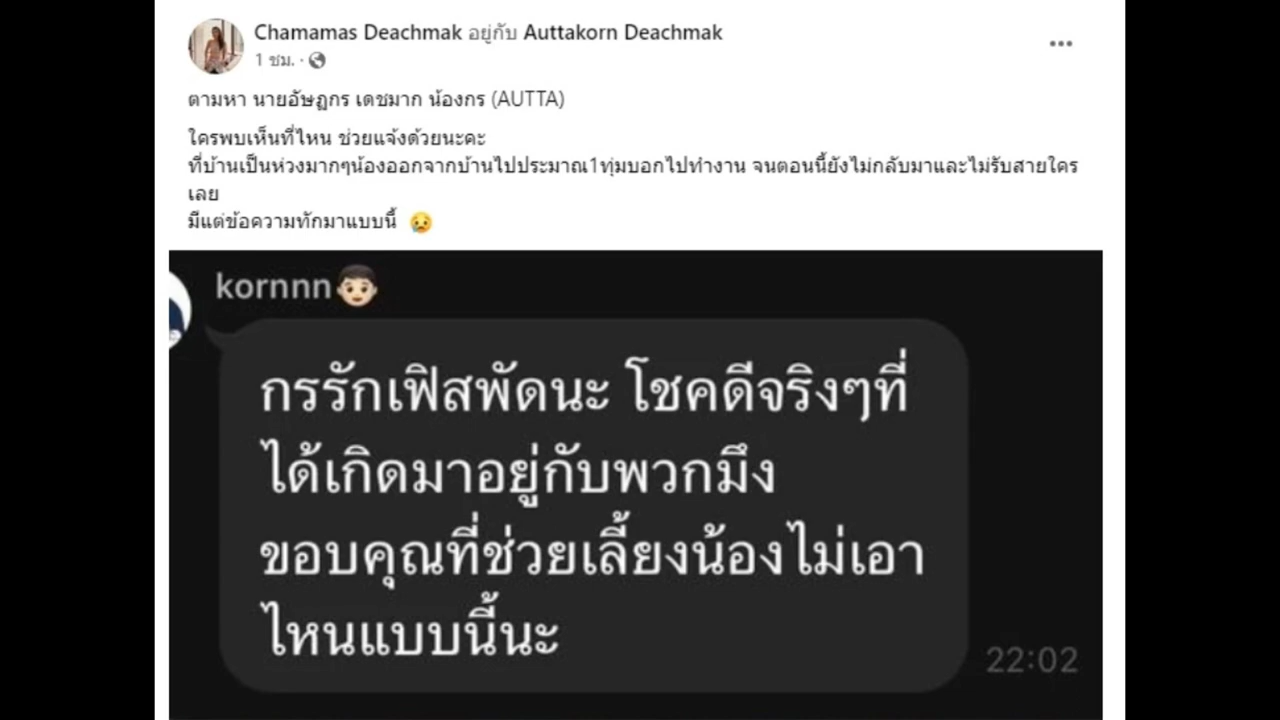 Chamamas Deachmak อยู่กับ Auttakorn Deachmak
1 ชม. ·
ตามหา นายอัษฎกร เดชมาก น้องกร (AUTTA)
ใครพบเห็นที่ไหน ช่วยแจ้งด้วยนะคะ
ที่บ้านเป็นห่วงมากๆน้องออกจากบ้านไปประมาณ1ทุ่มบอกไปทำงาน จนตอนนี้ยังไม่กลับมาและไม่รับสายใคร
เลย
มีแต่ข้อความทักมาแบบนี้ 😥
kornnn👦🏻
กรรักเฟิสพัดนะ โชคดีจริงๆที่
ได้เกิดมาอยู่กับพวกมึง
ขอบคุณที่ช่วยเลี้ยงน้องไม่เอา
ไหนแบบนี้นะ
22:02